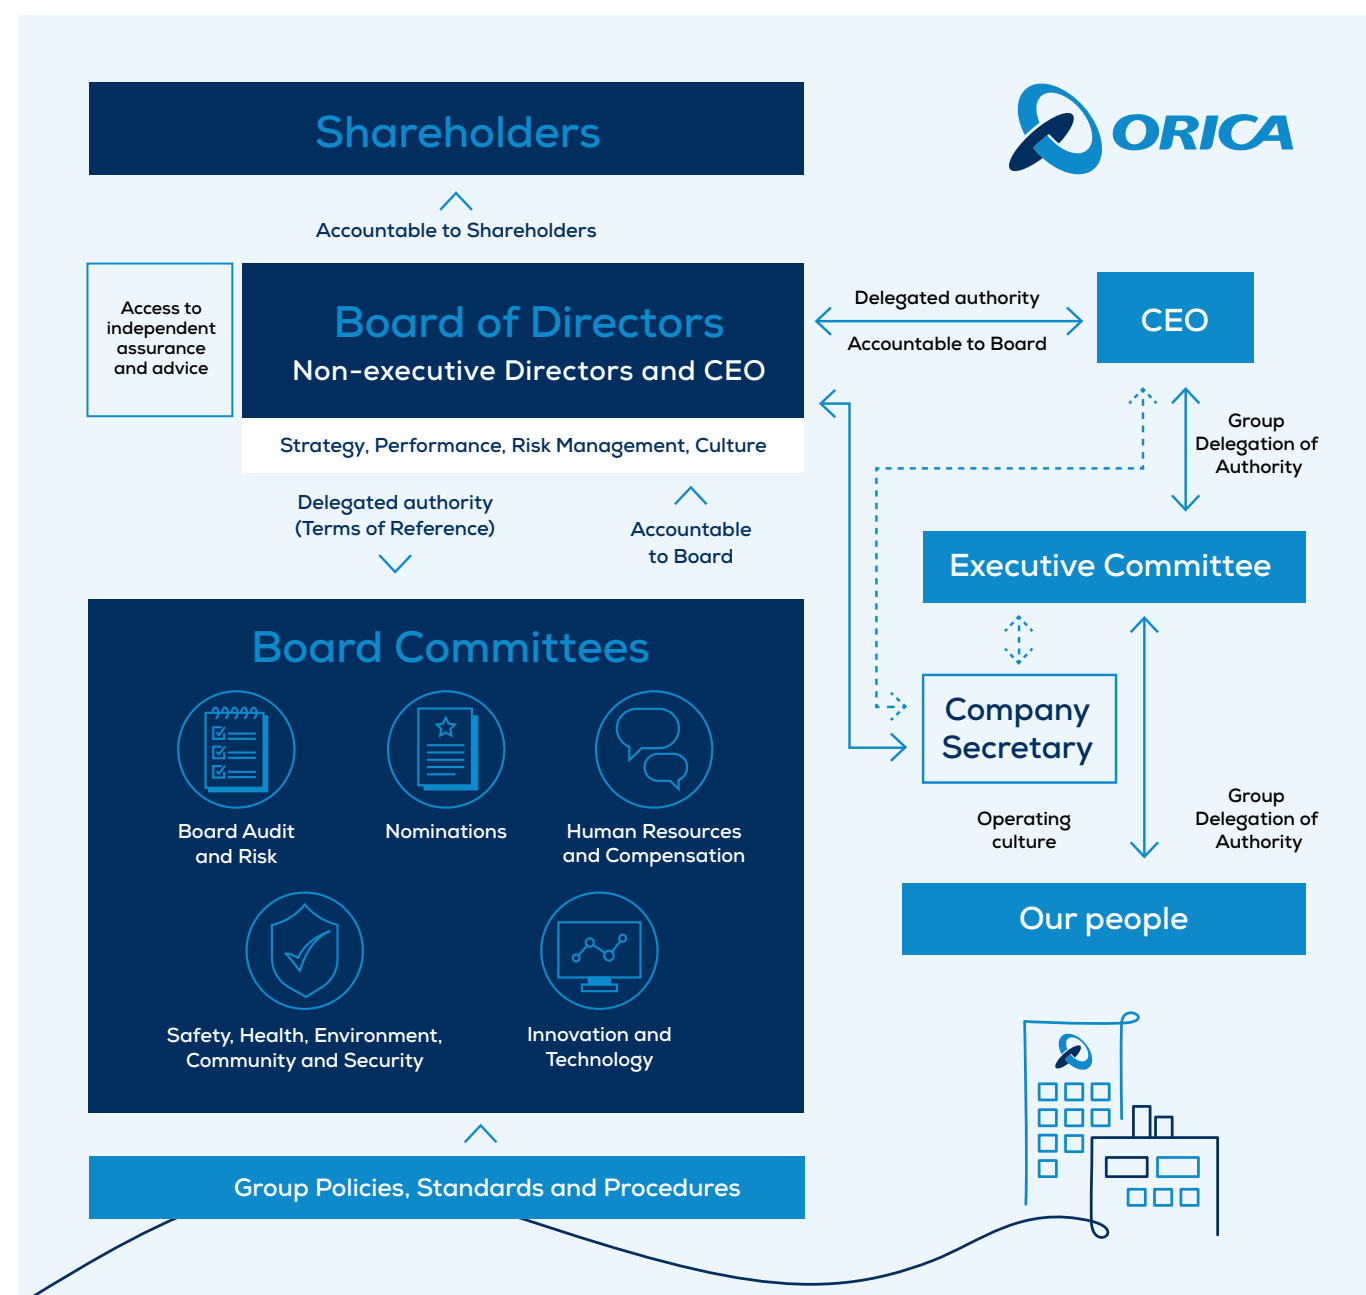 Shareholders
ORICA
Accountable to Shareholders
Access to
independent
assurance
and advice
Board of Directors
Non-executive Directors and CEO
Strategy, Performance, Risk Management, Culture
Delegated authority
Accountable to Board
CEO
Group
Delegation of
Authority
Delegated authority
(Terms of Reference)
Accountable
to Board
Executive Committee
Board Committees
Board Audit
and Risk
Nominations
Human Resources
and Compensation
Safety, Health, Environment,
Community and Security
Innovation and
Technology
Company
Secretary
Operating
culture
Group
Delegation of
Authority
Our people
Group Policies, Standards and Procedures